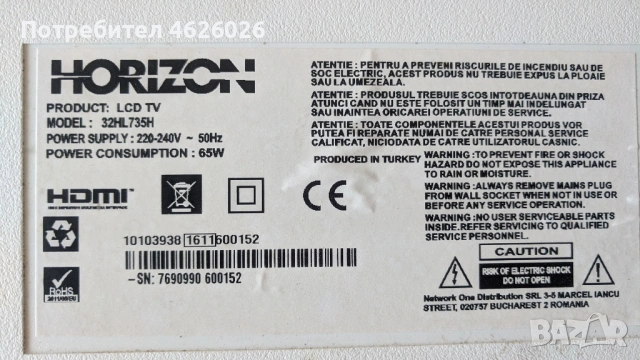 Потребител 4626026
HORIZON
PRODUCT: LCD TV
MODEL : 32HL735H
POWER SUPPLY : 220-240V ~ 50Hz
POWER CONSUMPTION : 65W
HDMI
ATENTIE : PENTRU A PREVENI RISCURILE DE INCENDIU SAU DE
SOC ELECTRIC, ACEST PRODUS NU TREBUIE EXPUS LA PLOAIE
SAU LA UMEZEALA.
ATENTIE : PRODUSUL TREBUIE SCOS INTOTDEAUNA DIN PRIZA
ATUNCI CAND NU ESTE FOLOSIT UN TIMP MAI INDELUNGAT
SAU INAINTEA ORICAREI OPERATIUNI DE SERVICE.
ATENTIE : TOATE COMPONENTELE ACESTUI PRODUS VOR
PUTEA FI REPARATE NUMAI DE CATRE PERSONAL SERVICE
CALIFICAT, NICIODATA DE CATRE UTILIZATORUL CASNIC.
PRODUCED IN TURKEY
WARNING :TO PREVENT FIRE OR SHOCK
HAZARD DO NOT EXPOSE THIS APPLIANCE
TO RAIN OR MOISTURE.
WARNING :ALWAYS REMOVE MAINS PLUG
FROM WALL SOCKET WHEN NOT IN USE OR
BEFORE ANY SERVICE OPERATION.
WARNING :NO USER SERVICEABLE PARTS
INSIDE.REFER SERVICING TO QUALIFIED
SERVICE PERSONNEL.
CE
10103938 1611 600152
-SN: 7690990 600152
RoHS
2011/65/EU
CAUTION
RISK OF ELECTRIC SHOCK
DO NOT OPEN
Network One Distribution SRL 3-5 MARCEL IANCU
STREET, 020757 BUCHAREST 2 ROMANIA
BAZAR